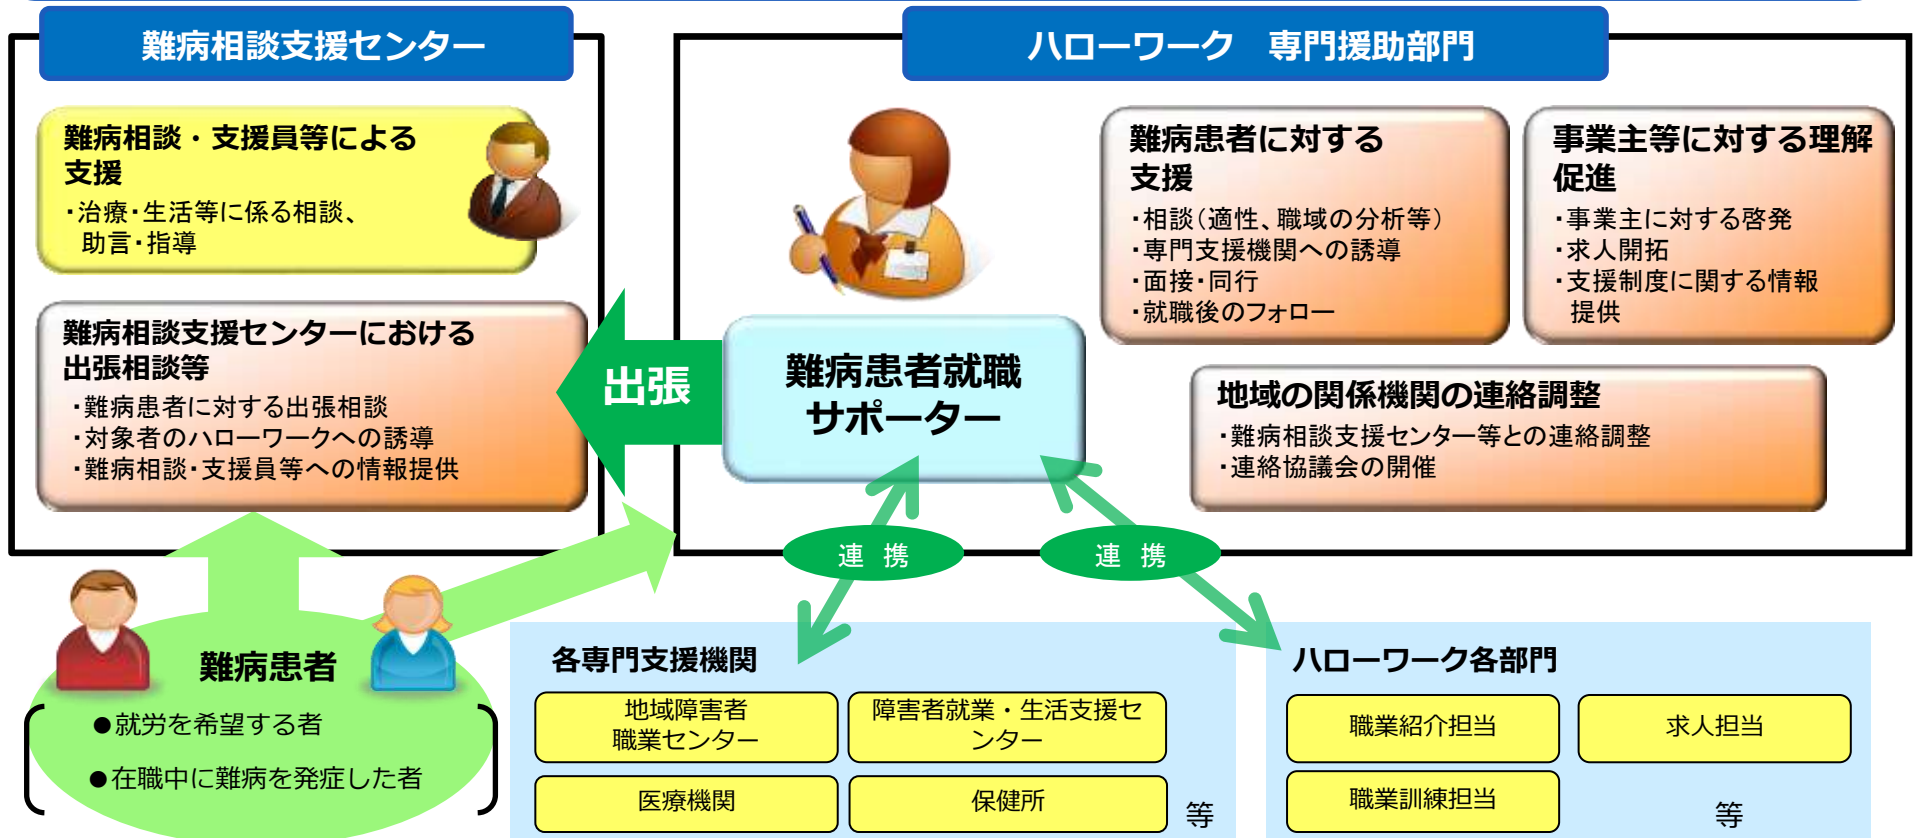 難病相談支援センター
難病相談・支援員等による
支援
・治療・生活等に係る相談、
助言・指導
難病相談支援センターにおける
出張相談等
・難病患者に対する出張相談
・対象者のハローワークへの誘導
・難病相談・支援員等への情報提供
ハローワーク　専門援助部門
出張
難病患者就職
サポーター
難病患者に対する
支援
・相談（適性、職域の分析等）
・専門支援機関への誘導
・面接・同行
・就職後のフォロー
事業主等に対する理解
促進
・事業主に対する啓発
・求人開拓
・支援制度に関する情報
提供
地域の関係機関の連絡調整
・難病相談支援センター等との連絡調整
・連絡協議会の開催
連 携
連 携
難病患者
●就労を希望する者
●在職中に難病を発症した者
各専門支援機関
地域障害者
職業センター
障害者就業・生活支援セ
ンター
医療機関
保健所
等
ハローワーク各部門
職業紹介担当
求人担当
職業訓練担当
等